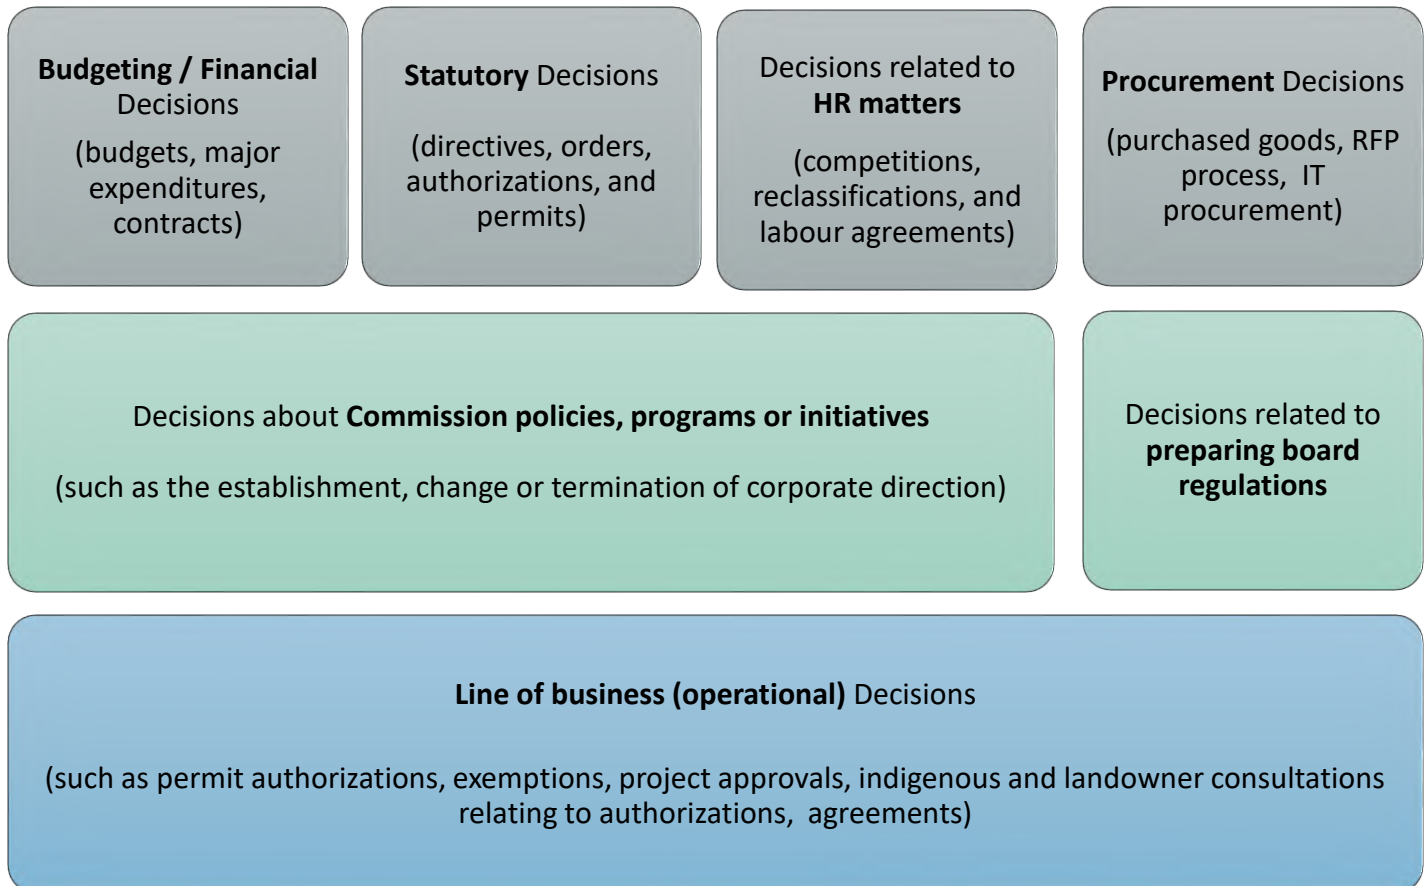 Budgeting / Financial
Decisions
(budgets, major
expenditures,
contracts)
Statutory Decisions
(directives, orders,
authorizations, and
permits)
Decisions related to
HR matters
(competitions,
reclassifications, and
labour agreements)
Procurement Decisions
(purchased goods, RFP
process, IT
procurement)
Decisions about Commission policies, programs or initiatives
(such as the establishment, change or termination of corporate direction)
Decisions related to
preparing board
regulations
Line of business (operational) Decisions
(such as permit authorizations, exemptions, project approvals, indigenous and landowner consultations
relating to authorizations, agreements)